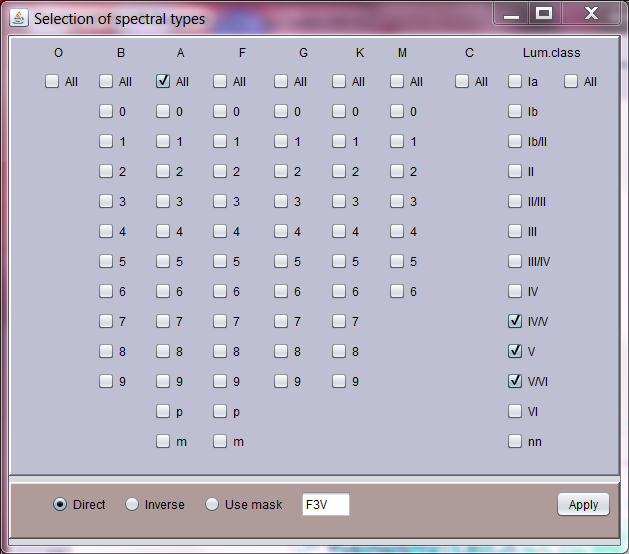 Selection of spectral types
O B A F G K M C Lum.class
All All All All All All All All Ia All
0 0 0 0 0 0 Ib
1 1 1 1 1 1 Ib/II
2 2 2 2 2 2 II
3 3 3 3 3 3 II/III
4 4 4 4 4 4 III
5 5 5 5 5 5 III/IV
6 6 6 6 6 6 IV
7 7 7 7 7 IV/V
8 8 8 8 8 V
9 9 9 9 9 V/VI
p p VI
m m nn
Direct Inverse Use mask F3V Apply